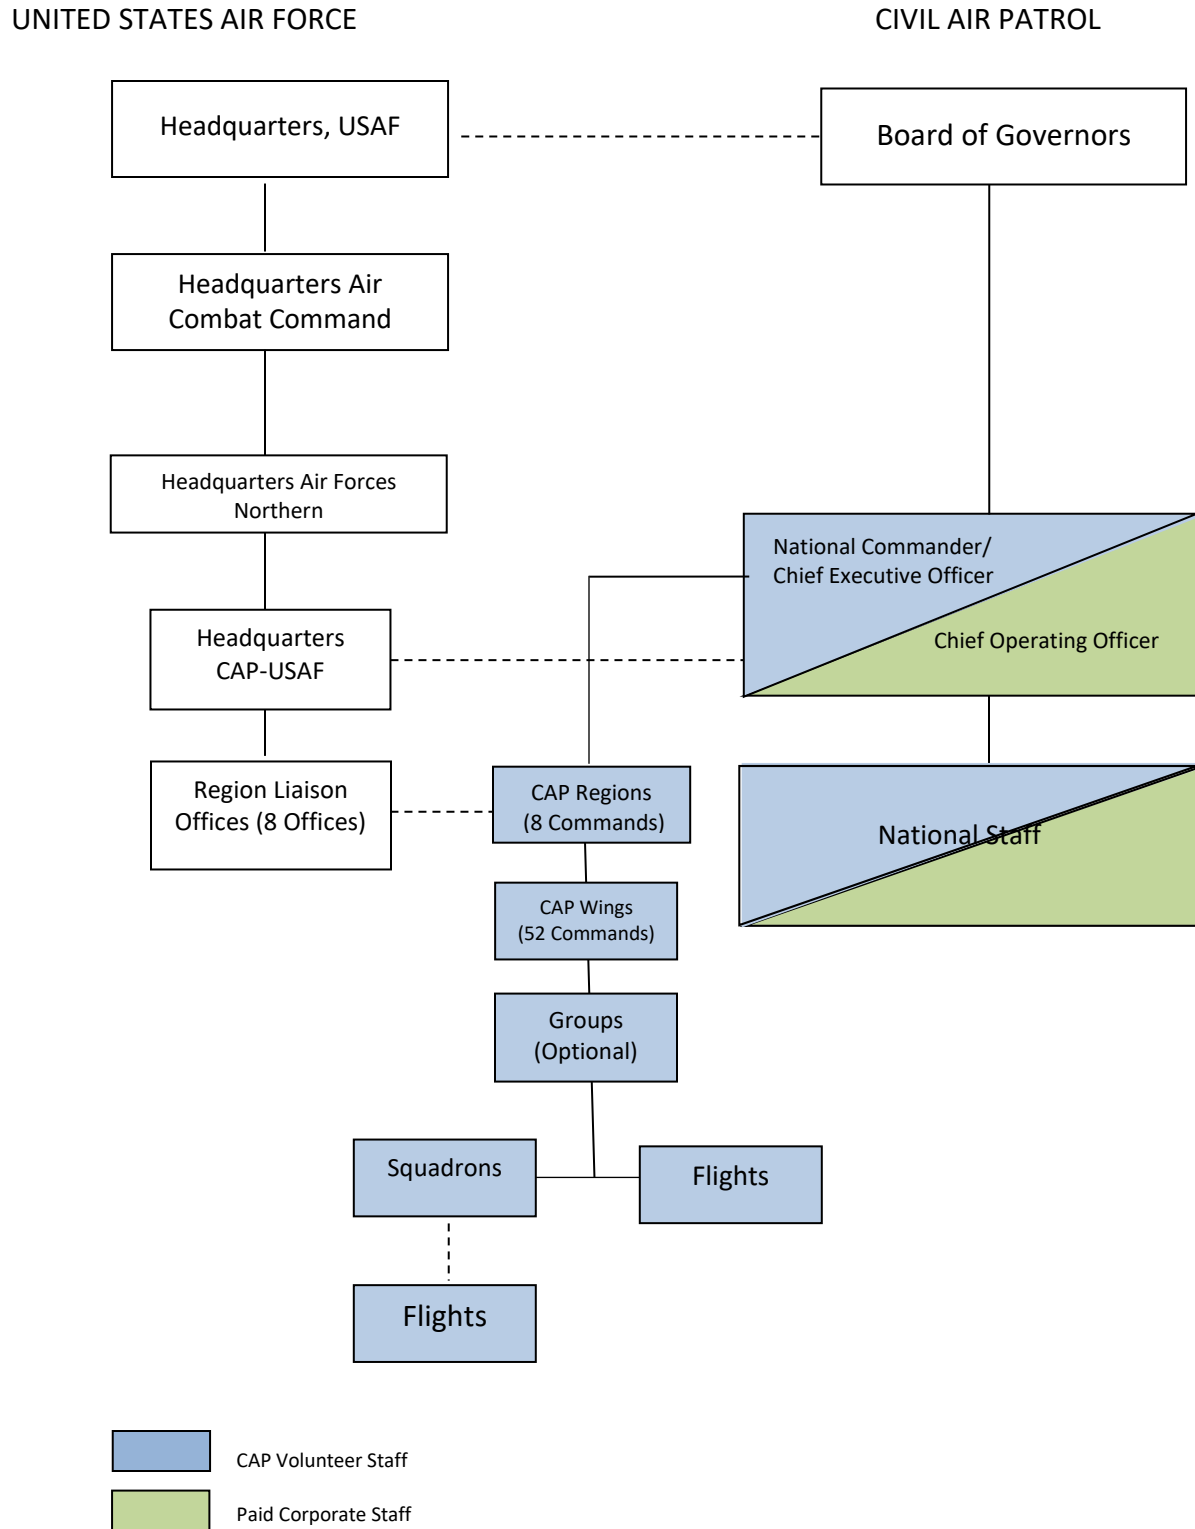 UNITED STATES AIR FORCE
CIVIL AIR PATROL
Headquarters, USAF
Board of Governors
Headquarters Air
Combat Command
Headquarters Air Forces
Northern
National Commander/
Chief Executive Officer
Chief Operating Officer
Headquarters
CAP-USAF
Region Liaison
Offices (8 Offices)
CAP Regions
(8 Commands)
National Staff
CAP Wings
(52 Commands)
Groups
(Optional)
Squadrons
Flights
Flights
CAP Volunteer Staff
Paid Corporate Staff